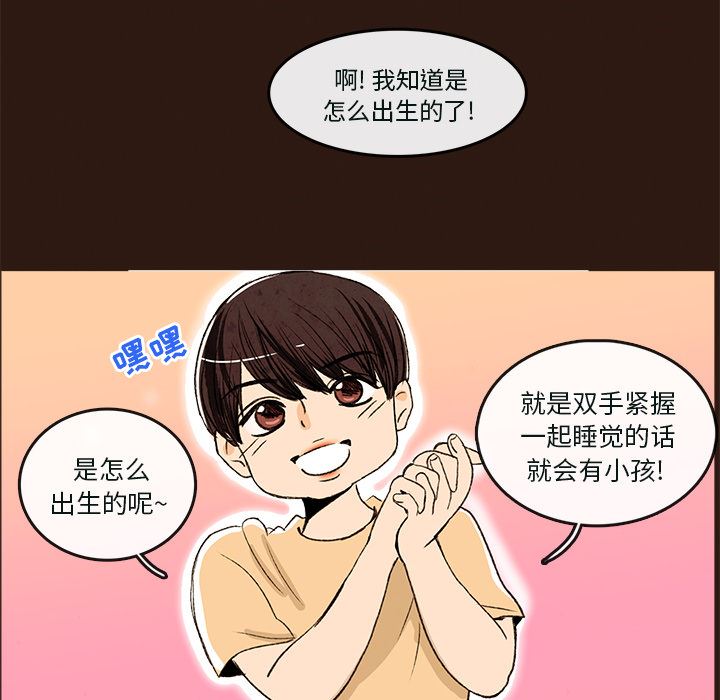 啊! 我知道是
怎么出生的了!
嘿嘿
是怎么
出生的呢~
就是双手紧握
一起睡觉的话
就会有小孩!